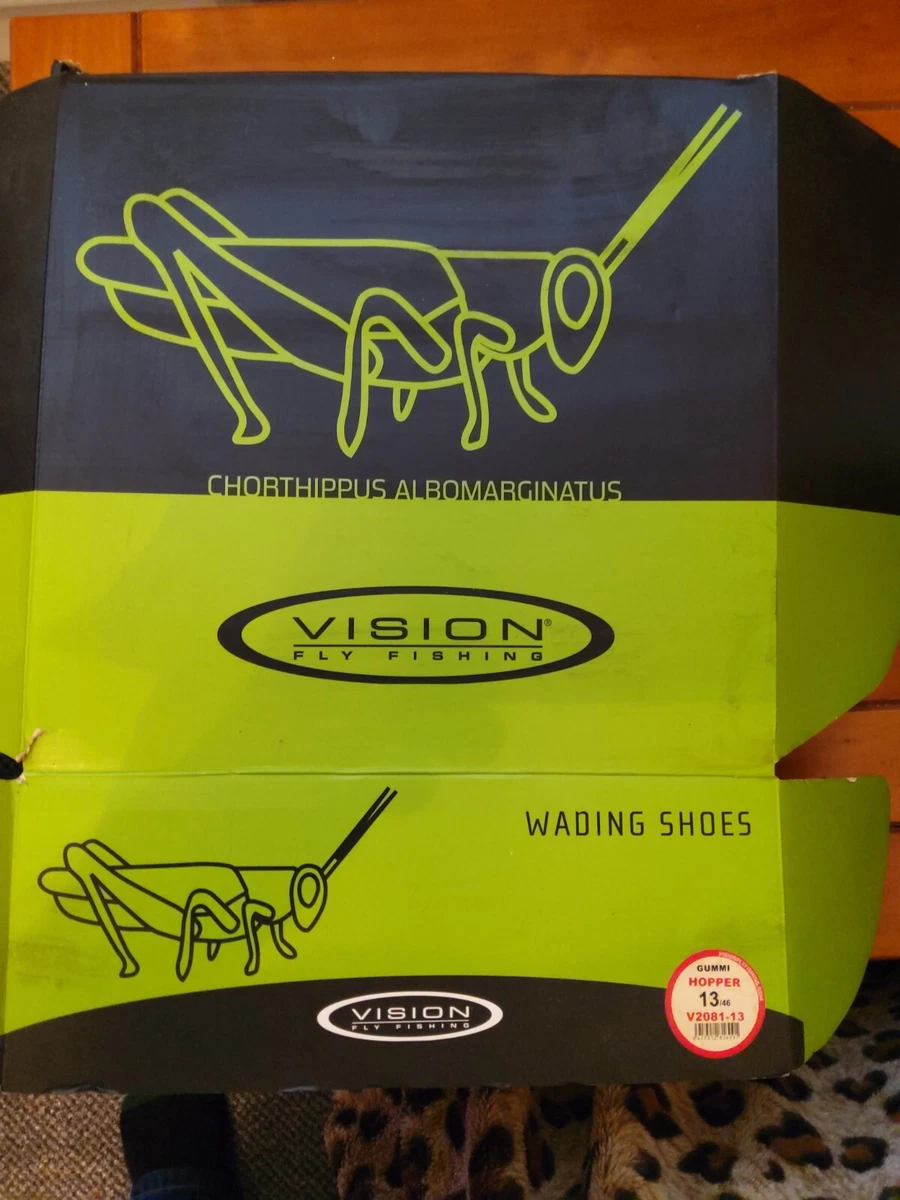 CHORTHIPPUS ALBOMARGINATUS
VISION®
FLY FISHING
WADING SHOES
GUMMI
HOPPER
13/46
V2081-13
VISION
FLY FISHING